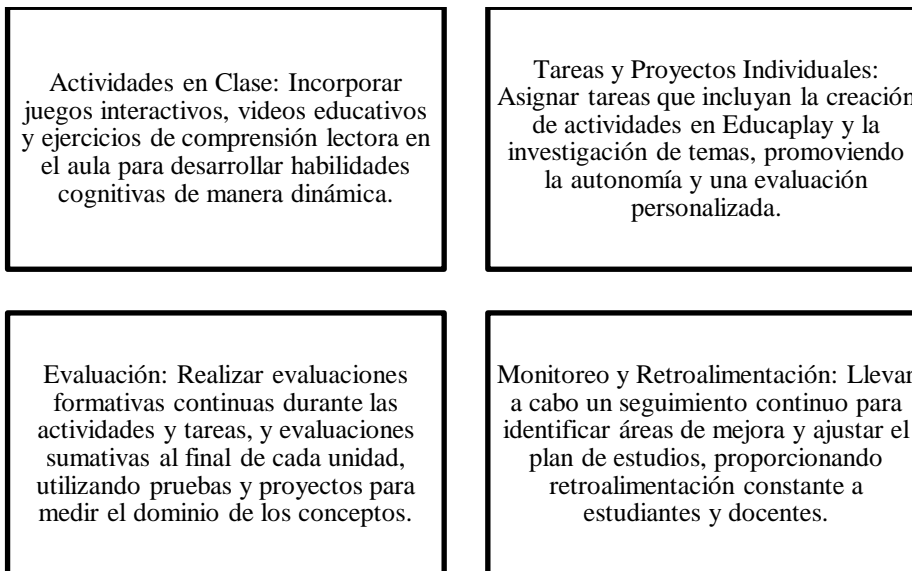 Actividades en Clase: Incorporar
juegos interactivos, videos educativos
y ejercicios de comprensión lectora en
el aula para desarrollar habilidades
cognitivas de manera dinámica.
Tareas y Proyectos Individuales:
Asignar tareas que incluyan la creación
de actividades en Educaplay y la
investigación de temas, promoviendo
la autonomía y una evaluación
personalizada.
Evaluación: Realizar evaluaciones
formativas continuas durante las
actividades y tareas, y evaluaciones
sumativas al final de cada unidad,
utilizando pruebas y proyectos para
medir el dominio de los conceptos.
Monitoreo y Retroalimentación: Llevar
a cabo un seguimiento continuo para
identificar áreas de mejora y ajustar el
plan de estudios, proporcionando
retroalimentación constante a
estudiantes y docentes.